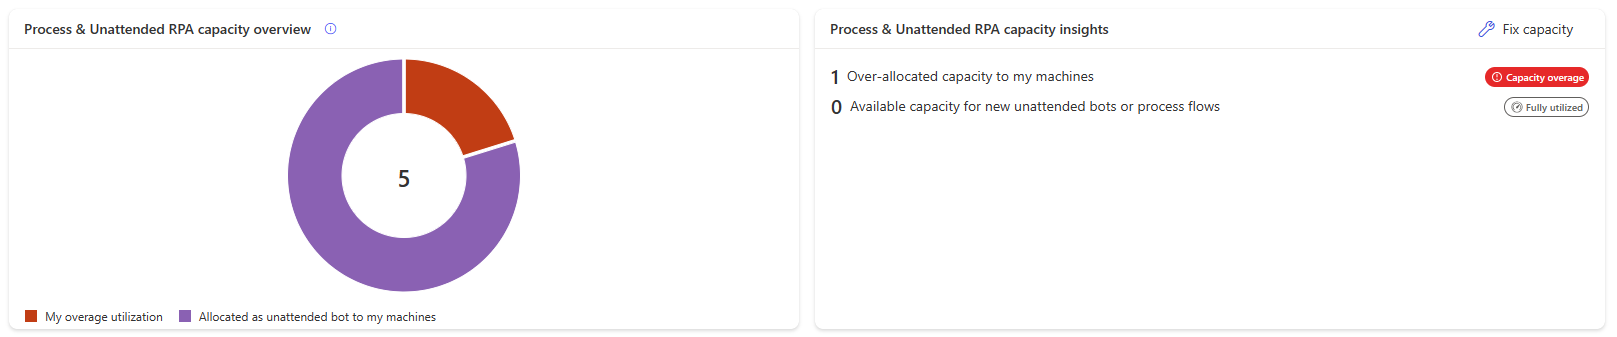 Process & Unattended RPA capacity overview
5
My overage utilization
Allocated as unattended bot to my machines
Process & Unattended RPA capacity insights
Fix capacity
1 Over-allocated capacity to my machines
Capacity overage
0 Available capacity for new unattended bots or process flows
Fully utilized